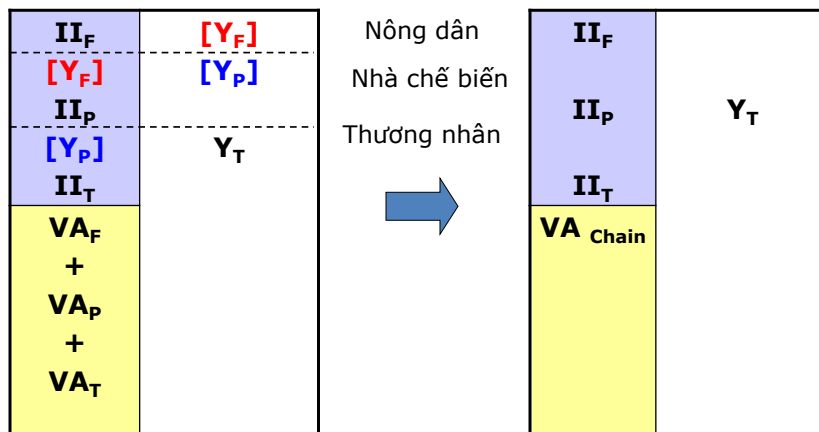 II_F [Y_F] Nông dân II_F
[Y_F] [Y_P] Nhà chế biến
II_P II_P Y_T
[Y_P] Y_T Thương nhân
II_T II_T
VA_F VA Chain
+
VA_P
+
VA_T